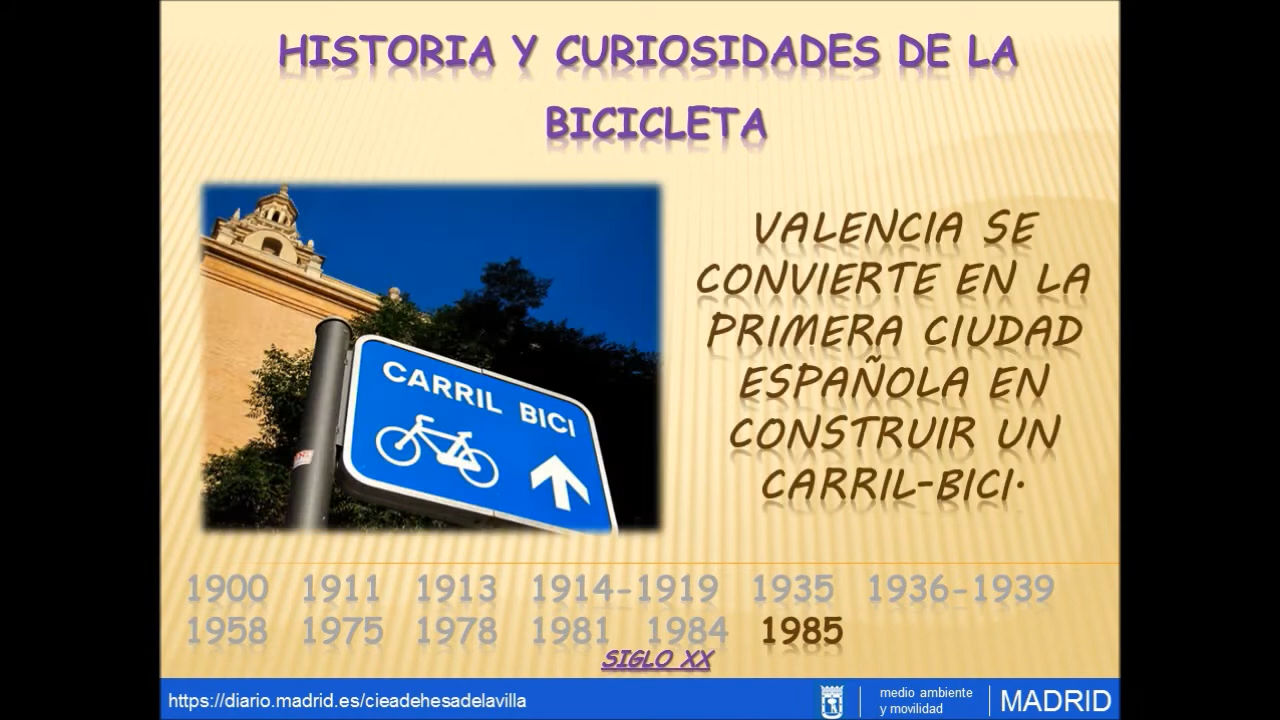 HISTORIA Y CURIOSIDADES DE LA
BICICLETA
CARRIL BICI
VALENCIA SE
CONVIERTE EN LA
PRIMERA CIUDAD
ESPAÑOLA EN
CONSTRUIR UN
CARRIL-BICI.
1900 1911 1913 1914-1919 1935 1936-1939
1958 1975 1978 1981 1984 1985
SIGLO XX
https://diario.madrid.es/cieadehesadelavilla
medio ambiente
y movilidad
MADRID